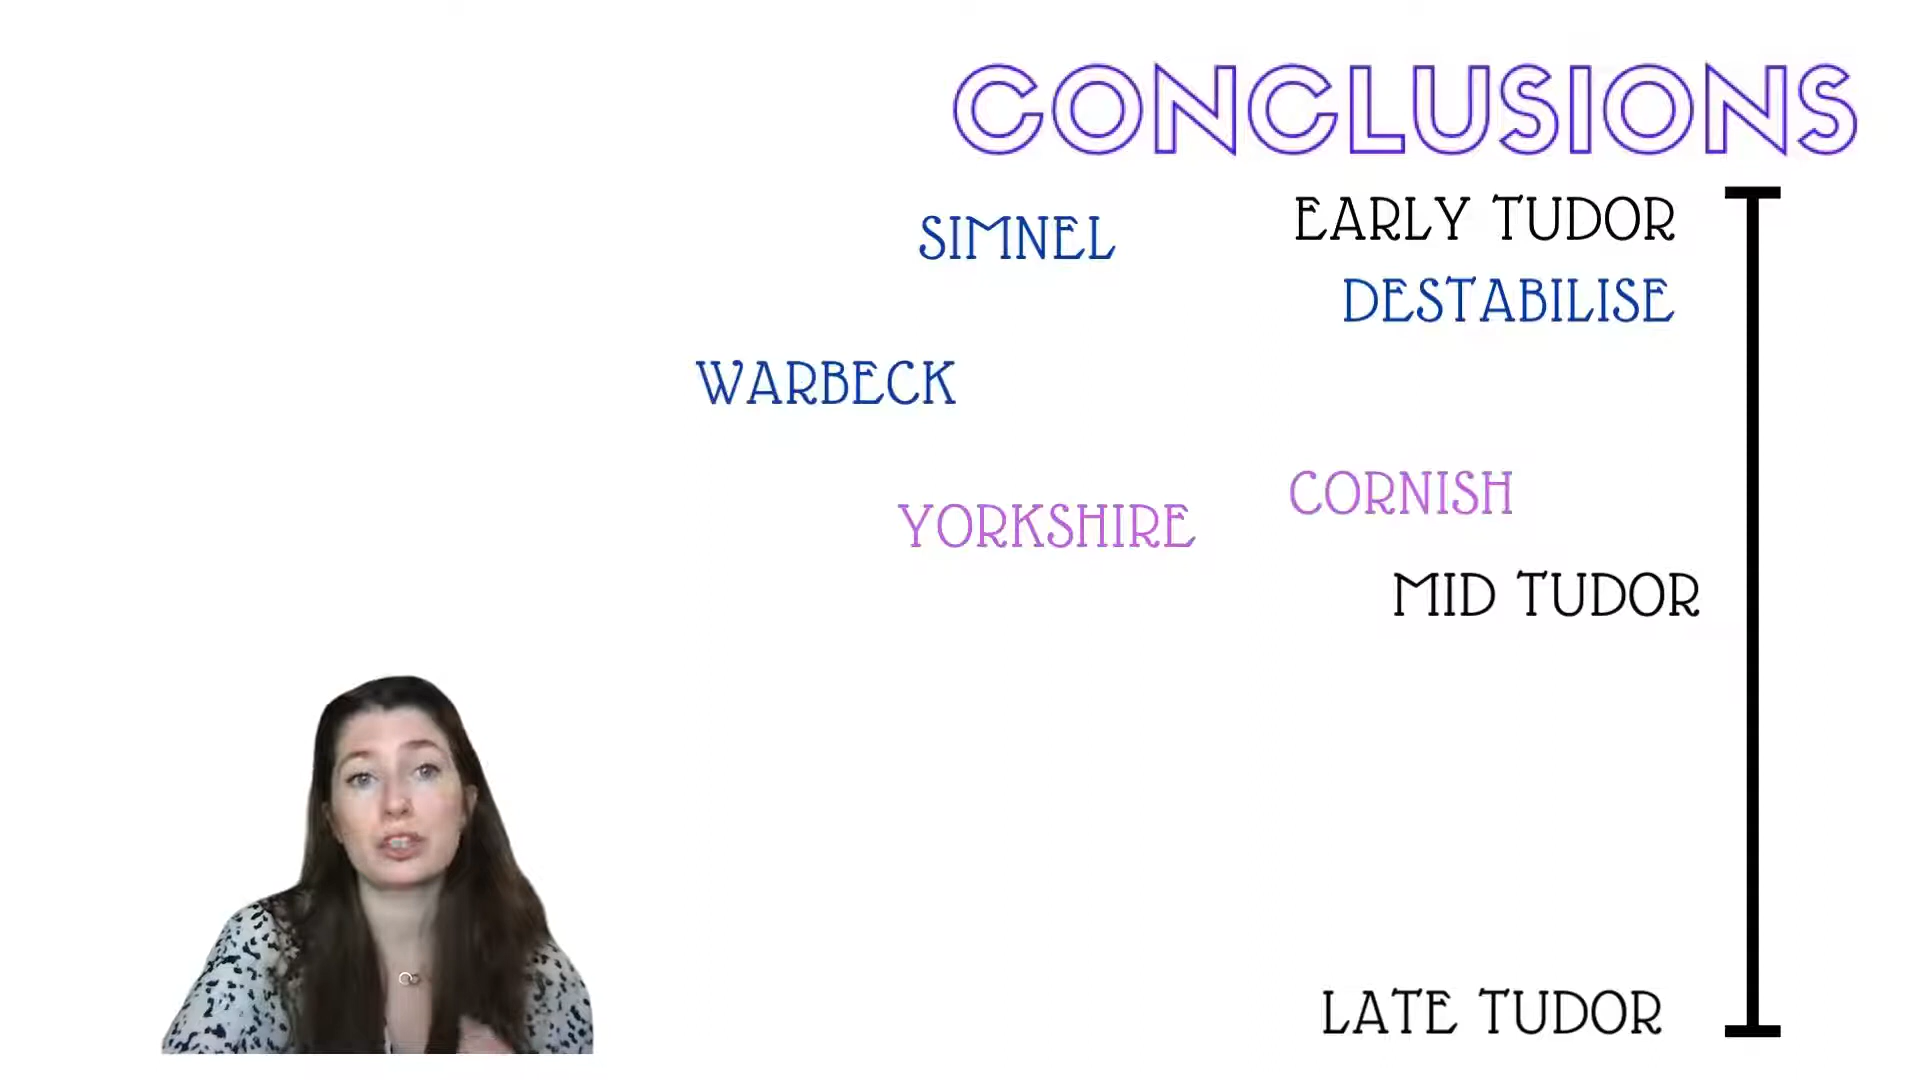 CONCLUSIONS
EARLY TUDOR
SIMNEL
DESTABILISE
WARBECK
CORNISH
YORKSHIRE
MID TUDOR
LATE TUDOR